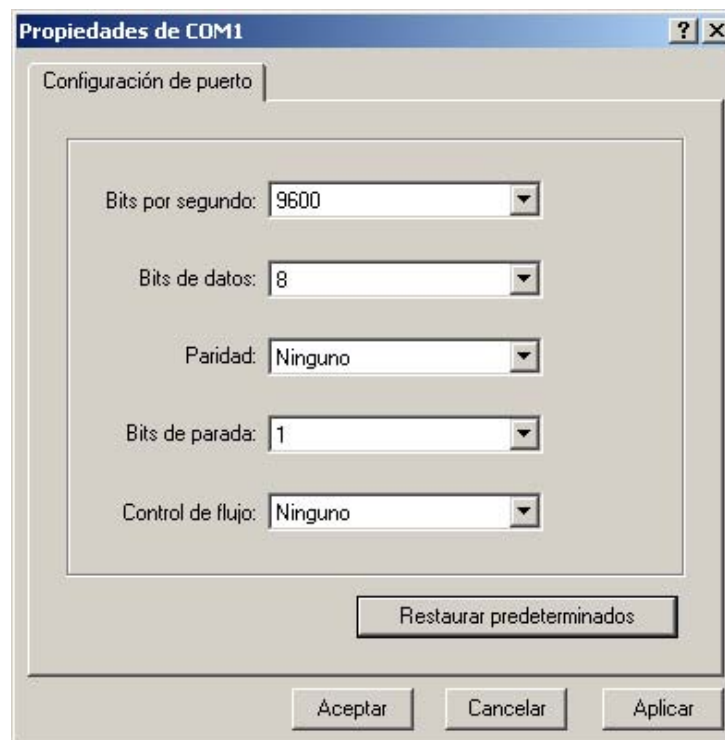 Propiedades de COM1
Configuración de puerto
Bits por segundo: 9600
Bits de datos: 8
Paridad: Ninguno
Bits de parada: 1
Control de flujo: Ninguno
Restaurar predeterminados
Aceptar Cancelar Aplicar